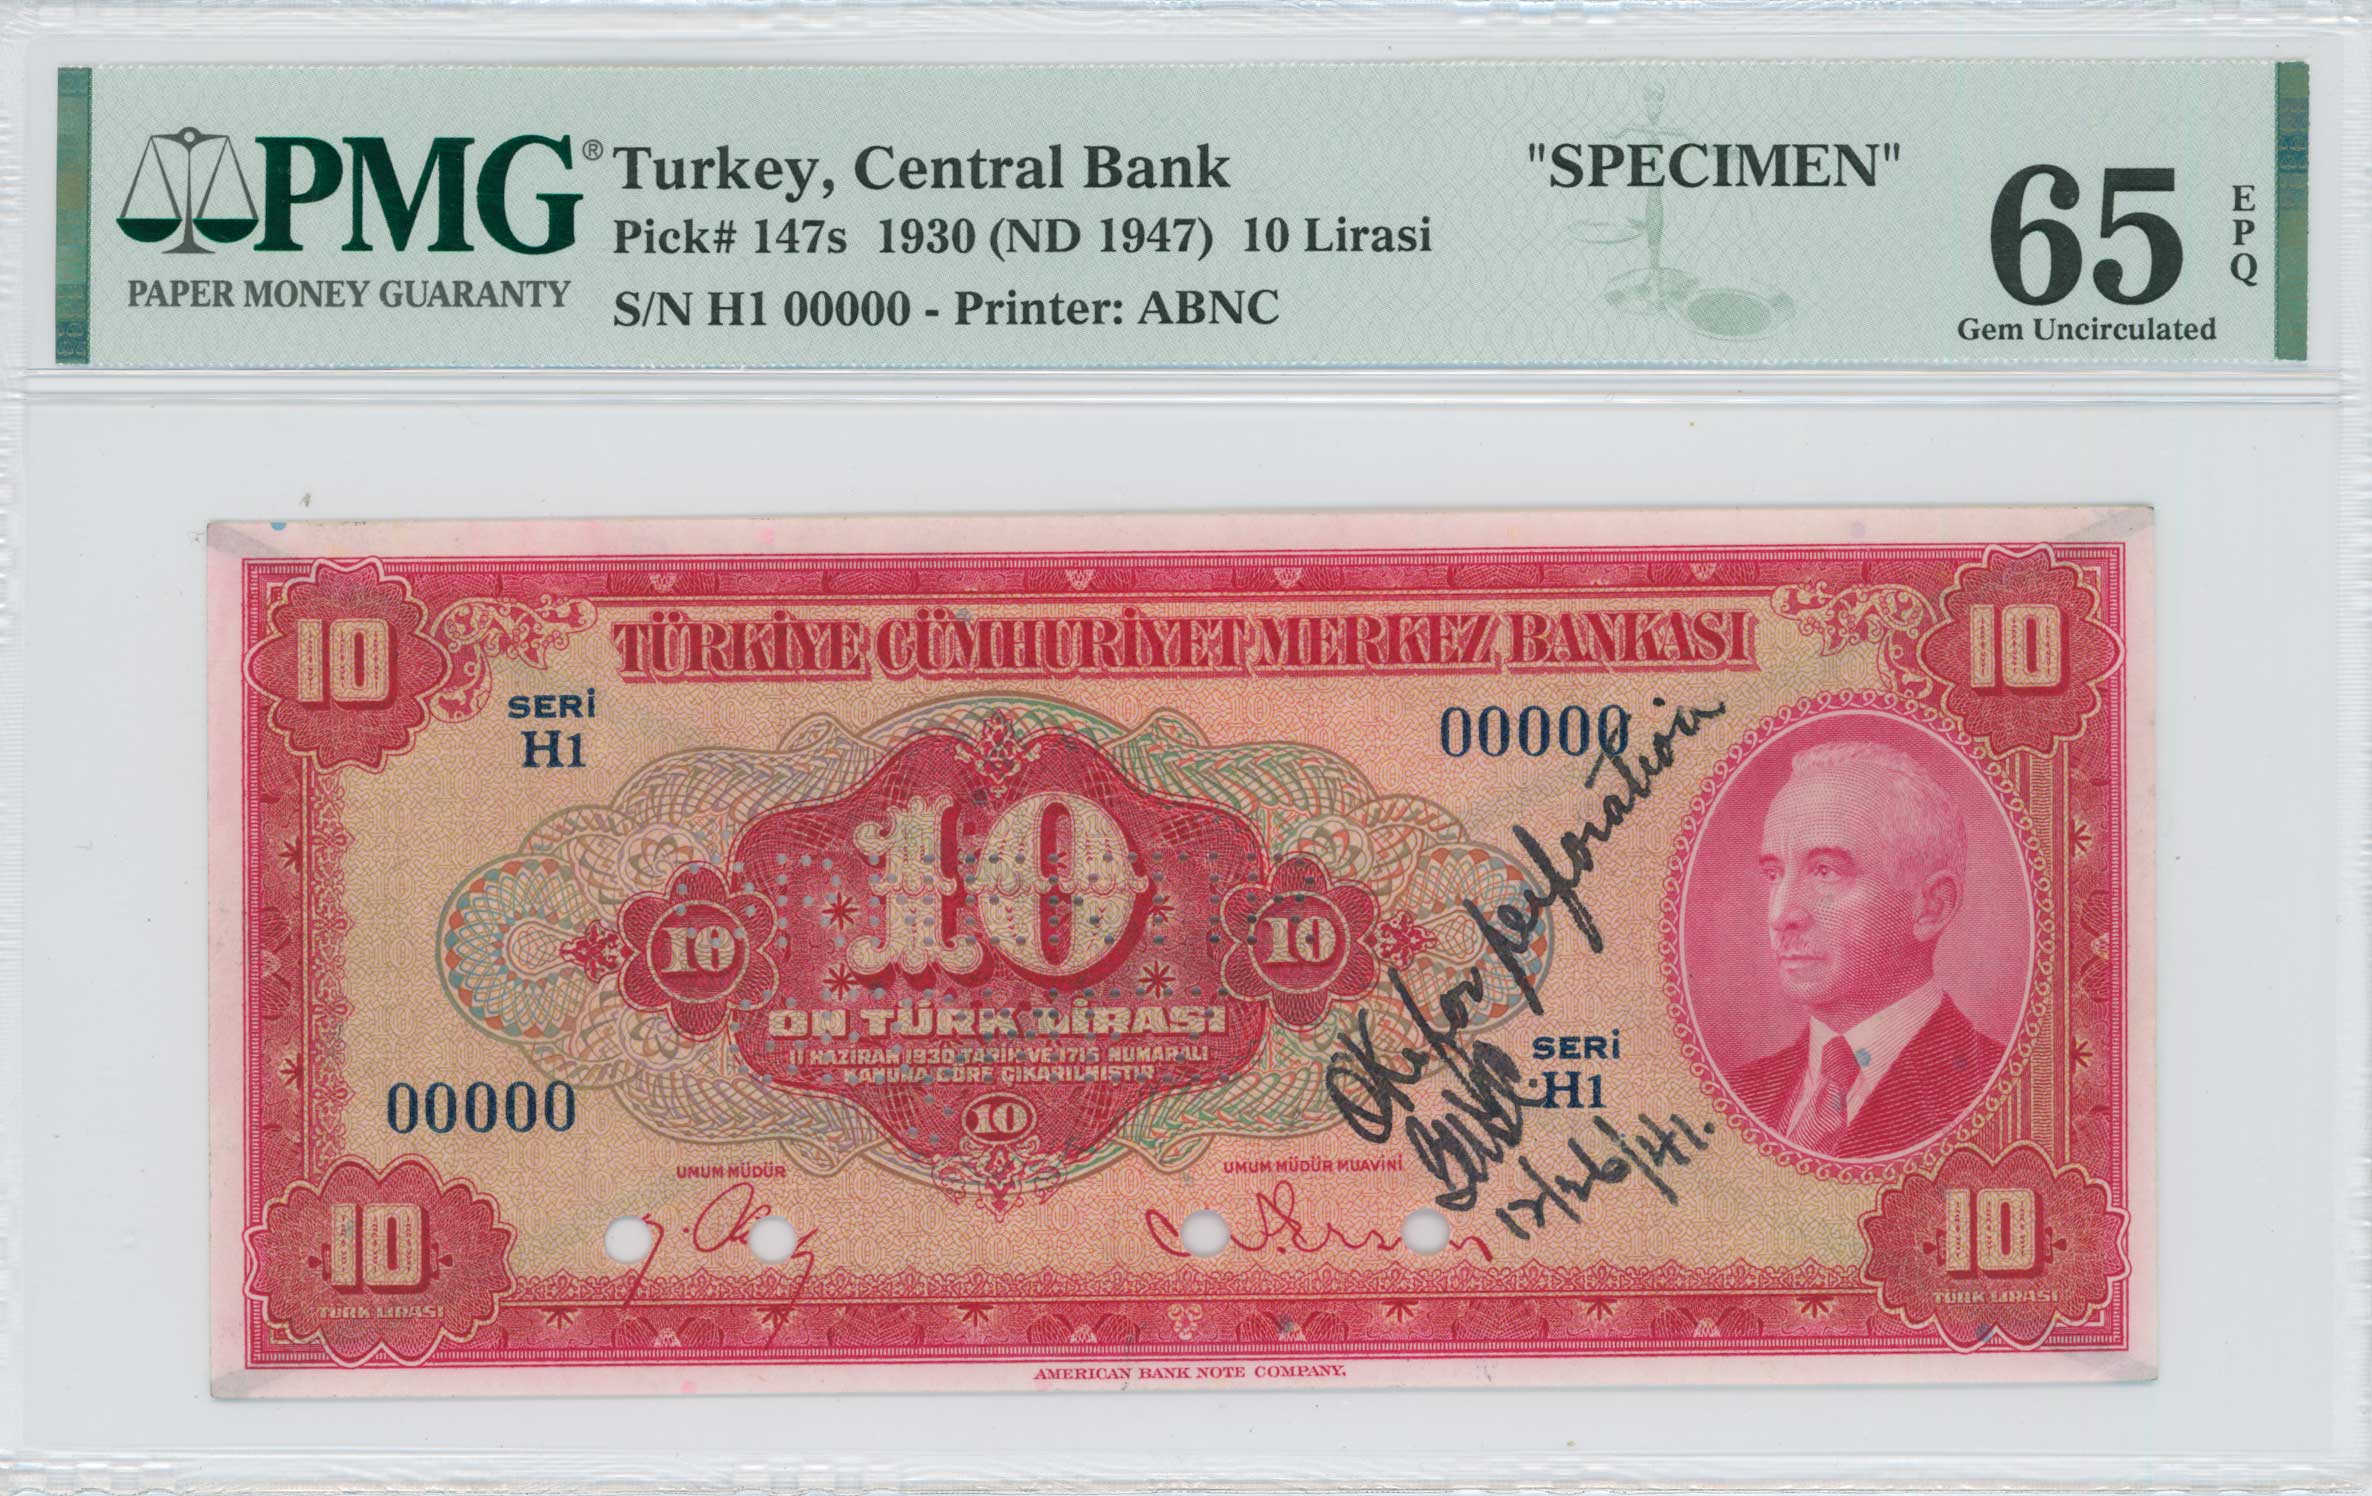 PMG®
PAPER MONEY GUARANTY
Turkey, Central Bank
Pick# 147s 1930 (ND 1947) 10 Lirasi
S/N H1 00000 - Printer: ABNC
"SPECIMEN"
65
EPQ
Gem Uncirculated
10
TÜRKİYE CÜMHURİYET MERKEZ BANKASI
10
SERİ
H1
00000
10
10
10
ON TÜRK LİRASI
11 HAZİRAN 1930 TARİH VE 1715 NUMARALI
KANUNA GÖRE ÇIKARILMIŞTIR
10
OK for perforation
12/26/41.
SERİ
H1
00000
UMUM MÜDÜR
UMUM MÜDÜR MUAVİNİ
10
TÜRK LİRASI
10
TÜRK LİRASI
AMERICAN BANK NOTE COMPANY.